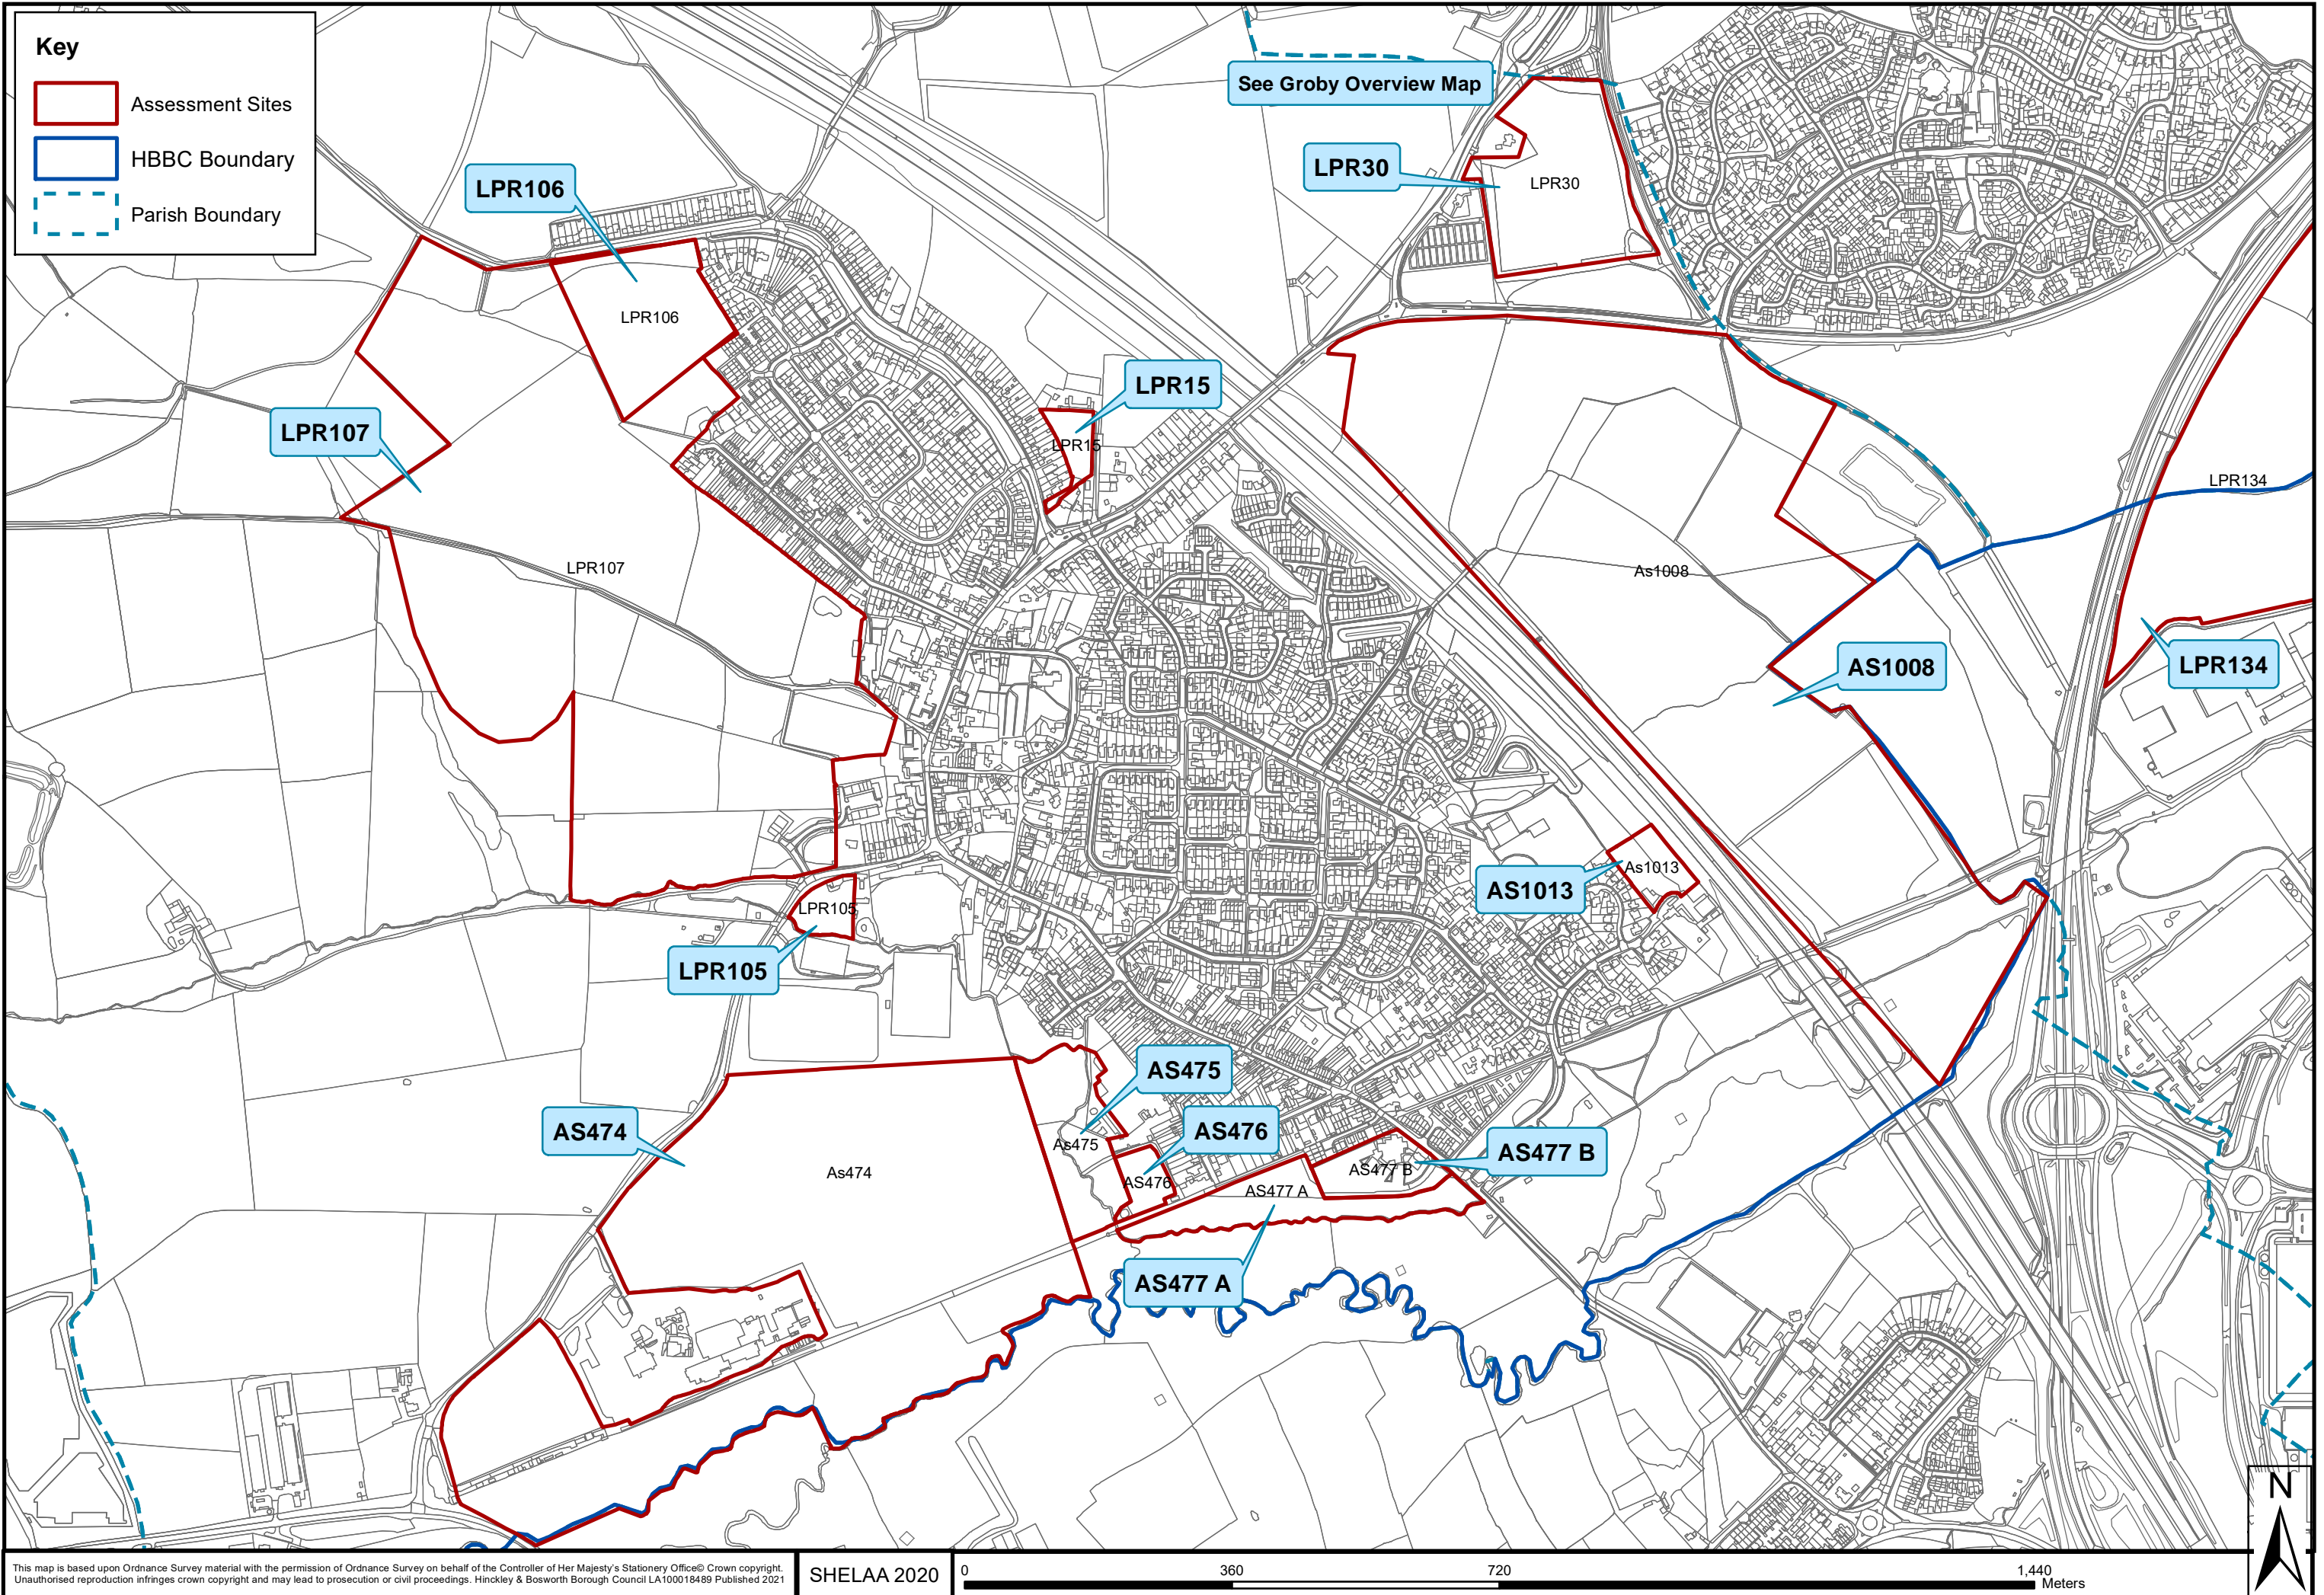 Key
Assessment Sites
HBBC Boundary
Parish Boundary
See Groby Overview Map
LPR30
LPR30
LPR106
LPR106
LPR15
LPR15
LPR107
LPR107
LPR134
LPR134
As1008
AS1008
AS1013
As1013
LPR105
LPR105
AS475
As475
AS474
As474
AS476
AS476
AS477 B
AS477 B
AS477 A
AS477 A
N
This map is based upon Ordnance Survey material with the permission of Ordnance Survey on behalf of the Controller of Her Majesty's Stationery Office© Crown copyright.
Unauthorised reproduction infringes crown copyright and may lead to prosecution or civil proceedings. Hinckley & Bosworth Borough Council LA100018489 Published 2021
SHELAA 2020
0 360 720 1,440
Meters